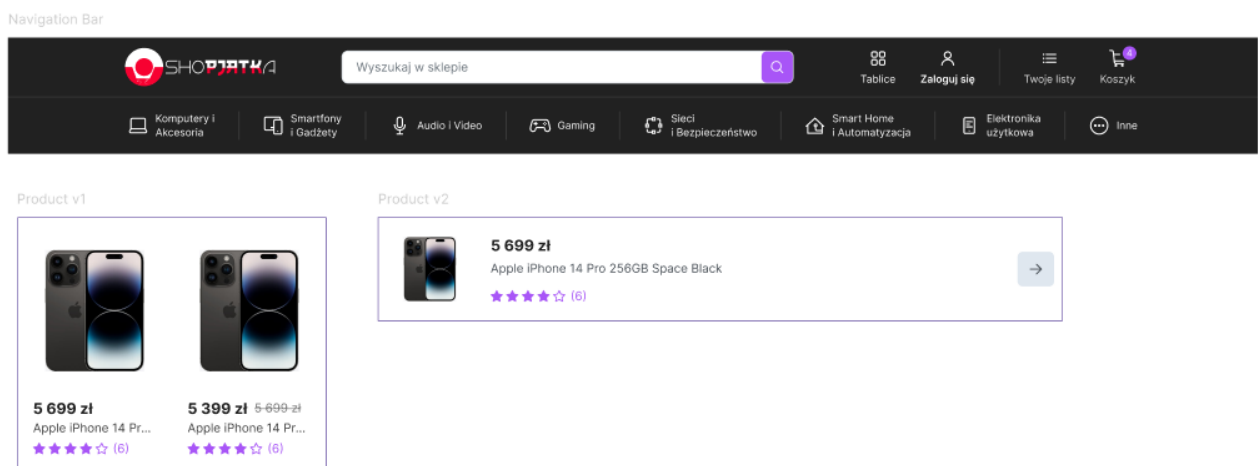 Navigation Bar
SHOPJATKA
Wyszukaj w sklepie
Tablice
Zaloguj się
Twoje listy
4
Koszyk
Komputery i
Akcesoria
Smartfony
i Gadżety
Audio i Video
Gaming
Sieci
i Bezpieczeństwo
Smart Home
i Automatyzacja
Elektronika
użytkowa
Inne
Product v1
5 699 zł
Apple iPhone 14 Pr...
(6)
5 399 zł 5 699 zł
Apple iPhone 14 Pr...
(6)
Product v2
5 699 zł
Apple iPhone 14 Pro 256GB Space Black
(6)